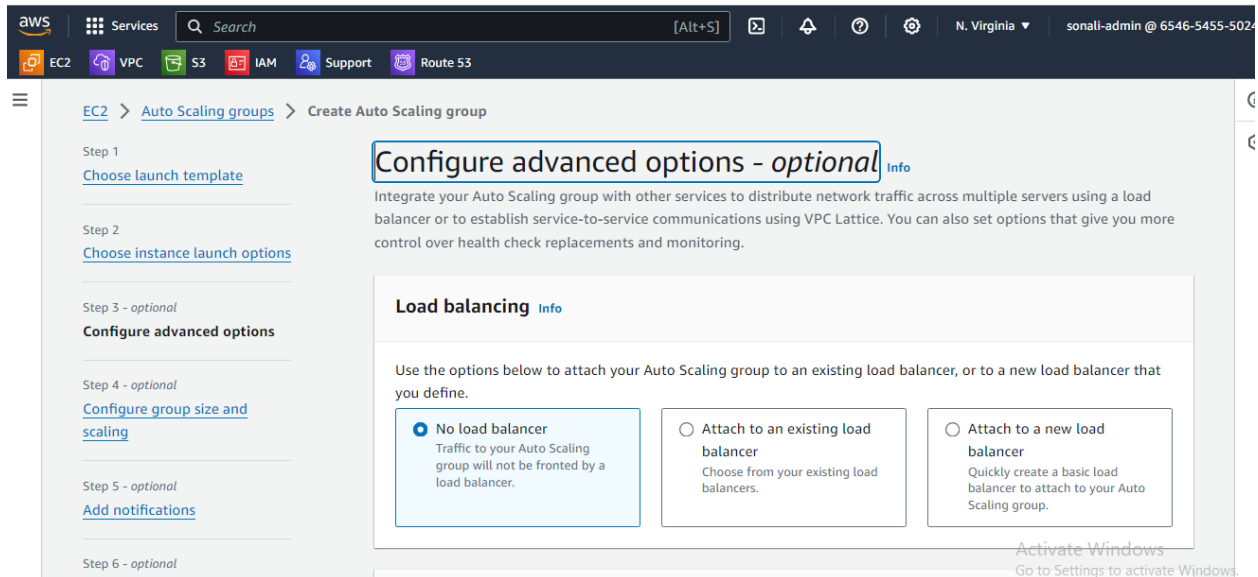 aws
Services
Search
[Alt+S]
N. Virginia
sonali-admin @ 6546-5455-5024
EC2
VPC
S3
IAM
Support
Route 53
EC2 > Auto Scaling groups > Create Auto Scaling group
Step 1
Choose launch template
Step 2
Choose instance launch options
Step 3 - optional
Configure advanced options
Step 4 - optional
Configure group size and
scaling
Step 5 - optional
Add notifications
Step 6 - optional
Configure advanced options - optional Info
Integrate your Auto Scaling group with other services to distribute network traffic across multiple servers using a load
balancer or to establish service-to-service communications using VPC Lattice. You can also set options that give you more
control over health check replacements and monitoring.
Load balancing Info
Use the options below to attach your Auto Scaling group to an existing load balancer, or to a new load balancer that
you define.
No load balancer
Traffic to your Auto Scaling
group will not be fronted by a
load balancer.
Attach to an existing load
balancer
Choose from your existing load
balancers.
Attach to a new load
balancer
Quickly create a basic load
balancer to attach to your Auto
Scaling group.
Activate Windows
Go to Settings to activate Windows.